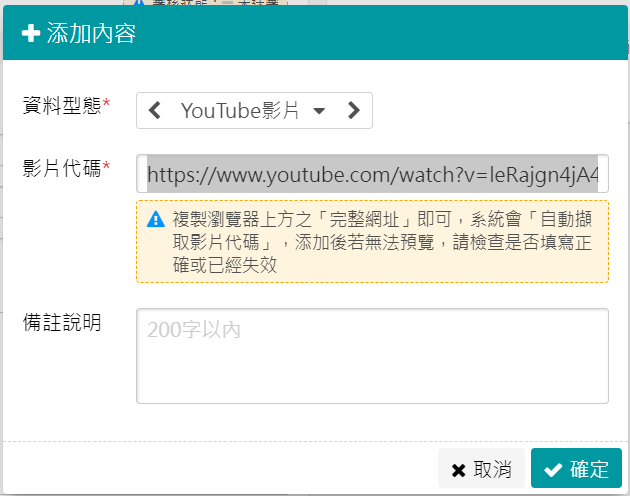 添加內容
資料型態*
YouTube影片
影片代碼*
https://www.youtube.com/watch?v=leRajgn4jA4
複製瀏覽器上方之「完整網址」即可，系統會「自動擷
取影片代碼」，添加後若無法預覽，請檢查是否填寫正
確或已經失效
備註說明
200字以內
取消
確定